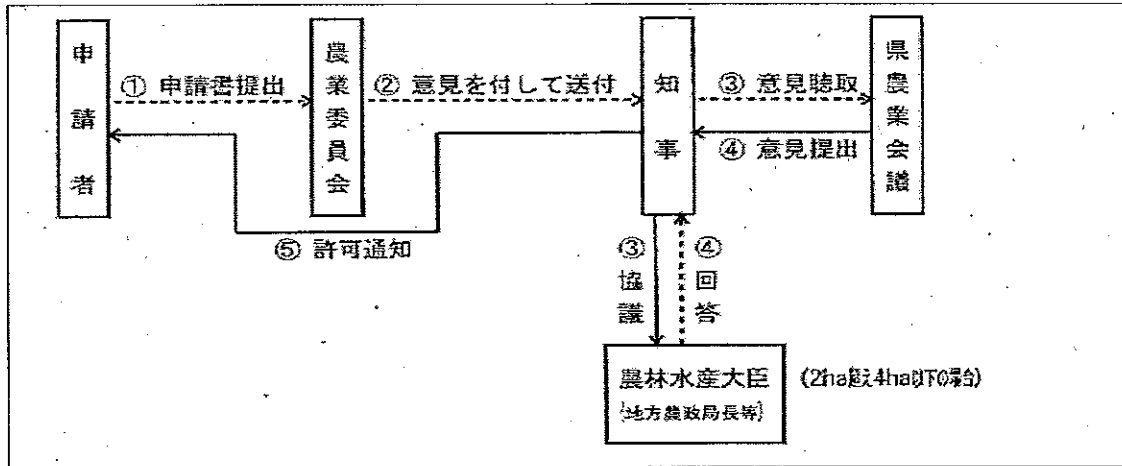 申請者
① 申請書提出
農業委員会
② 意見を付して送付
知事
③ 意見聴取
④ 意見提出
県農業会議
⑤ 許可通知
③協議
④回答
農林水産大臣
(地方農政局長等)
(2ha超え4ha以下の場合)